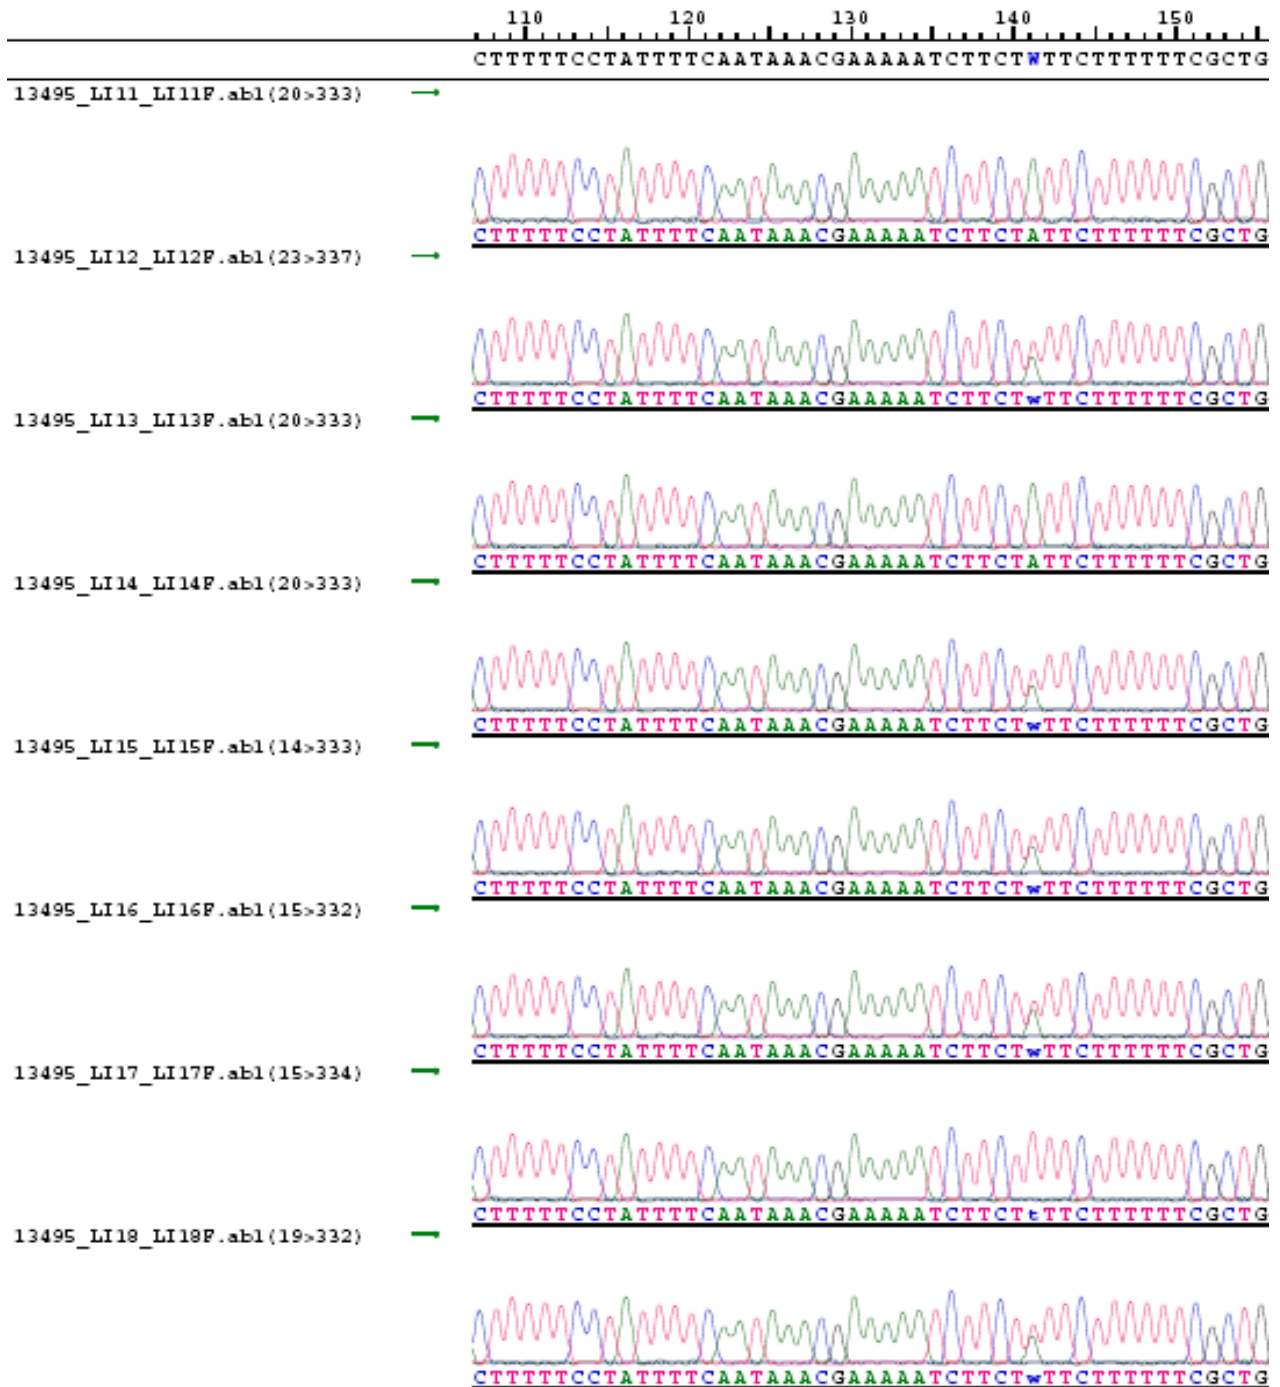 110 120 130 140 150
CTTTTTCCTATTTTCAATAAACGAAAAATCTTCTWTTCTTTTTTCGCTG
13495_LI11_LI11F.ab1(20>333)
CTTTTTCCTATTTTCAATAAACGAAAAATCTTCTATTCTTTTTTCGCTG
13495_LI12_LI12F.ab1(23>337)
CTTTTTCCTATTTTCAATAAACGAAAAATCTTCTwTTCTTTTTTCGCTG
13495_LI13_LI13F.ab1(20>333)
CTTTTTCCTATTTTCAATAAACGAAAAATCTTCTATTCTTTTTTCGCTG
13495_LI14_LI14F.ab1(20>333)
CTTTTTCCTATTTTCAATAAACGAAAAATCTTCTwTTCTTTTTTCGCTG
13495_LI15_LI15F.ab1(14>333)
CTTTTTCCTATTTTCAATAAACGAAAAATCTTCTwTTCTTTTTTCGCTG
13495_LI16_LI16F.ab1(15>332)
CTTTTTCCTATTTTCAATAAACGAAAAATCTTCTwTTCTTTTTTCGCTG
13495_LI17_LI17F.ab1(15>334)
CTTTTTCCTATTTTCAATAAACGAAAAATCTTCTtTTCTTTTTTCGCTG
13495_LI18_LI18F.ab1(19>332)
CTTTTTCCTATTTTCAATAAACGAAAAATCTTCTwTTCTTTTTTCGCTG